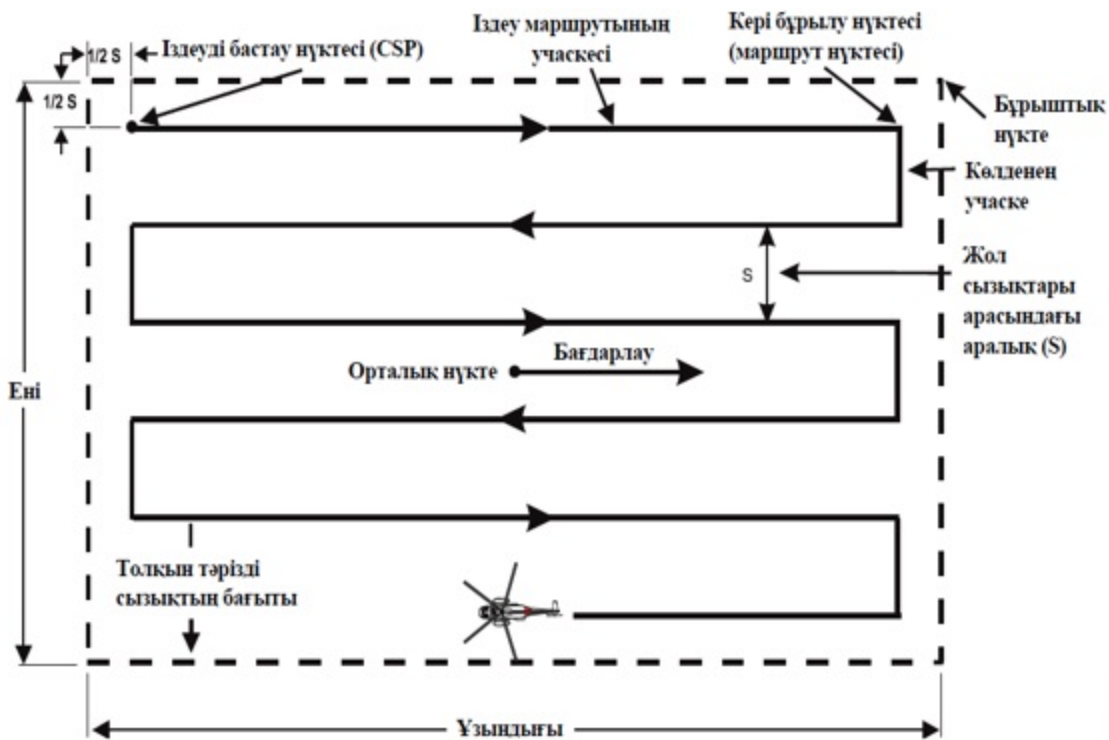 1/2 S
Іздеуді бастау нүктесі (CSP)
Іздеу маршрутының
учаскесі
Кері бұрылу нүктесі
(маршрут нүктесі)
1/2 S
Бұрыштық
нүкте
Көлденең
учаске
S
Жол
сызықтары
арасындағы
аралық (S)
Бағдарлау
Орталық нүкте
Ені
Толқын тәрізді
сызықтың бағыты
Ұзындығы